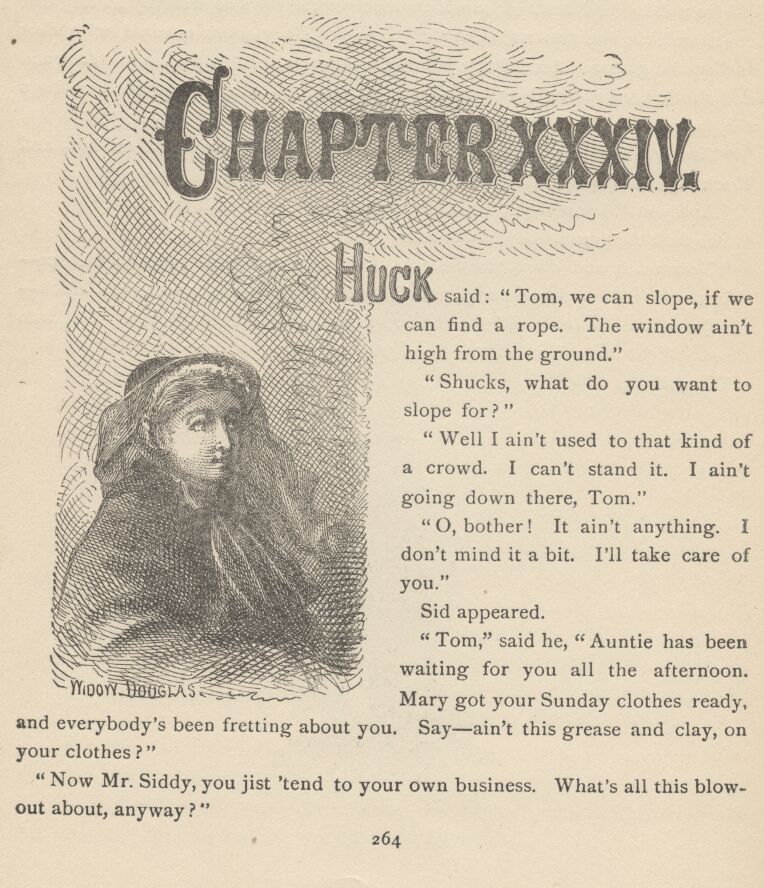 CHAPTER XXXIV.
HUCK said: "Tom, we can slope, if we
can find a rope. The window ain't
high from the ground."
"Shucks, what do you want to
slope for?"
"Well I ain't used to that kind of
a crowd. I can't stand it. I ain't
going down there, Tom."
"O, bother! It ain't anything. I
don't mind it a bit. I'll take care of
you."
Sid appeared.
"Tom," said he, "Auntie has been
waiting for you all the afternoon.
Mary got your Sunday clothes ready,
WIDOW DOUGLAS.
and everybody's been fretting about you. Say—ain't this grease and clay, on
your clothes?"
"Now Mr. Siddy, you jist 'tend to your own business. What's all this blow-
out about, anyway?"
264